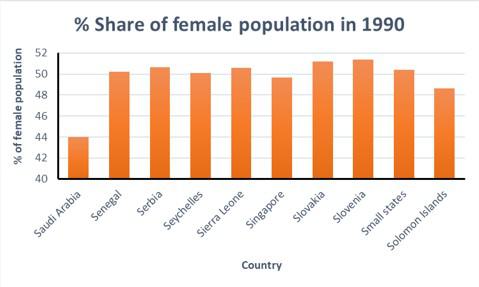 % Share of female population in 1990
% of female population
52
50
48
46
44
42
40
Saudi Arabia
Senegal
Serbia
Seychelles
Sierra Leone
Singapore
Slovakia
Slovenia
Small states
Solomon Islands
Country